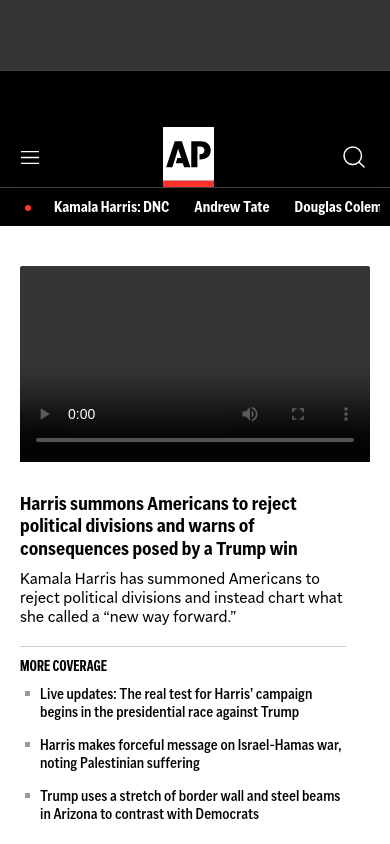 AP
Kamala Harris: DNC Andrew Tate Douglas Colem
0:00
Harris summons Americans to reject
political divisions and warns of
consequences posed by a Trump win
Kamala Harris has summoned Americans to
reject political divisions and instead chart what
she called a “new way forward.”
MORE COVERAGE
Live updates: The real test for Harris’ campaign
begins in the presidential race against Trump
Harris makes forceful message on Israel-Hamas war,
noting Palestinian suffering
Trump uses a stretch of border wall and steel beams
in Arizona to contrast with Democrats